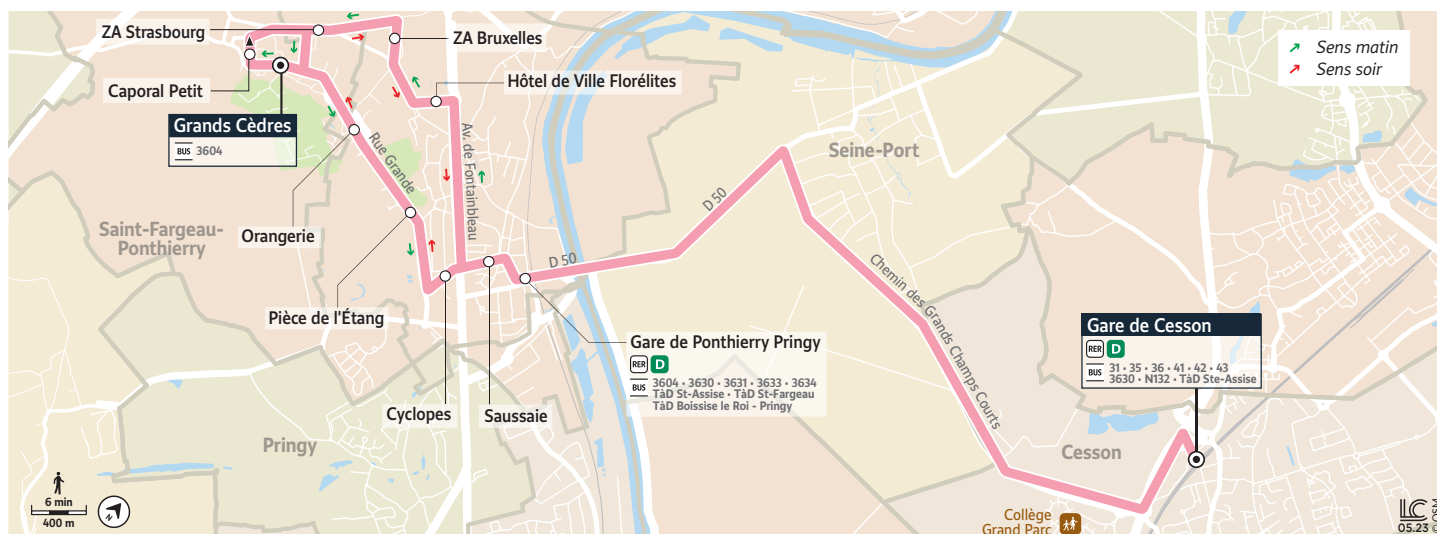 ZA Strasbourg
ZA Bruxelles
Caporal Petit
Hôtel de Ville Florélites
Grands Cèdres
BUS 3604
Rue Grande
Av. de Fontainbleau
Saint-Fargeau-
Ponthierry
Orangerie
Pièce de l'Étang
D 50
D 50
Seine-Port
Sens matin
Sens soir
Chemin des Grands Champs Courts
Gare de Ponthierry Pringy
RER D
BUS 3604 • 3630 • 3631 • 3633 • 3634
TàD St-Assise • TàD St-Fargeau
TàD Boissise le Roi - Pringy
Gare de Cesson
RER D
BUS 31 • 35 • 36 • 41 • 42 • 43
3630 • N132 • TàD Ste-Assise
Cyclopes
Saussaie
Pringy
Cesson
6 min
400 m
Collège
Grand Parc
LC
05.23 © OSM